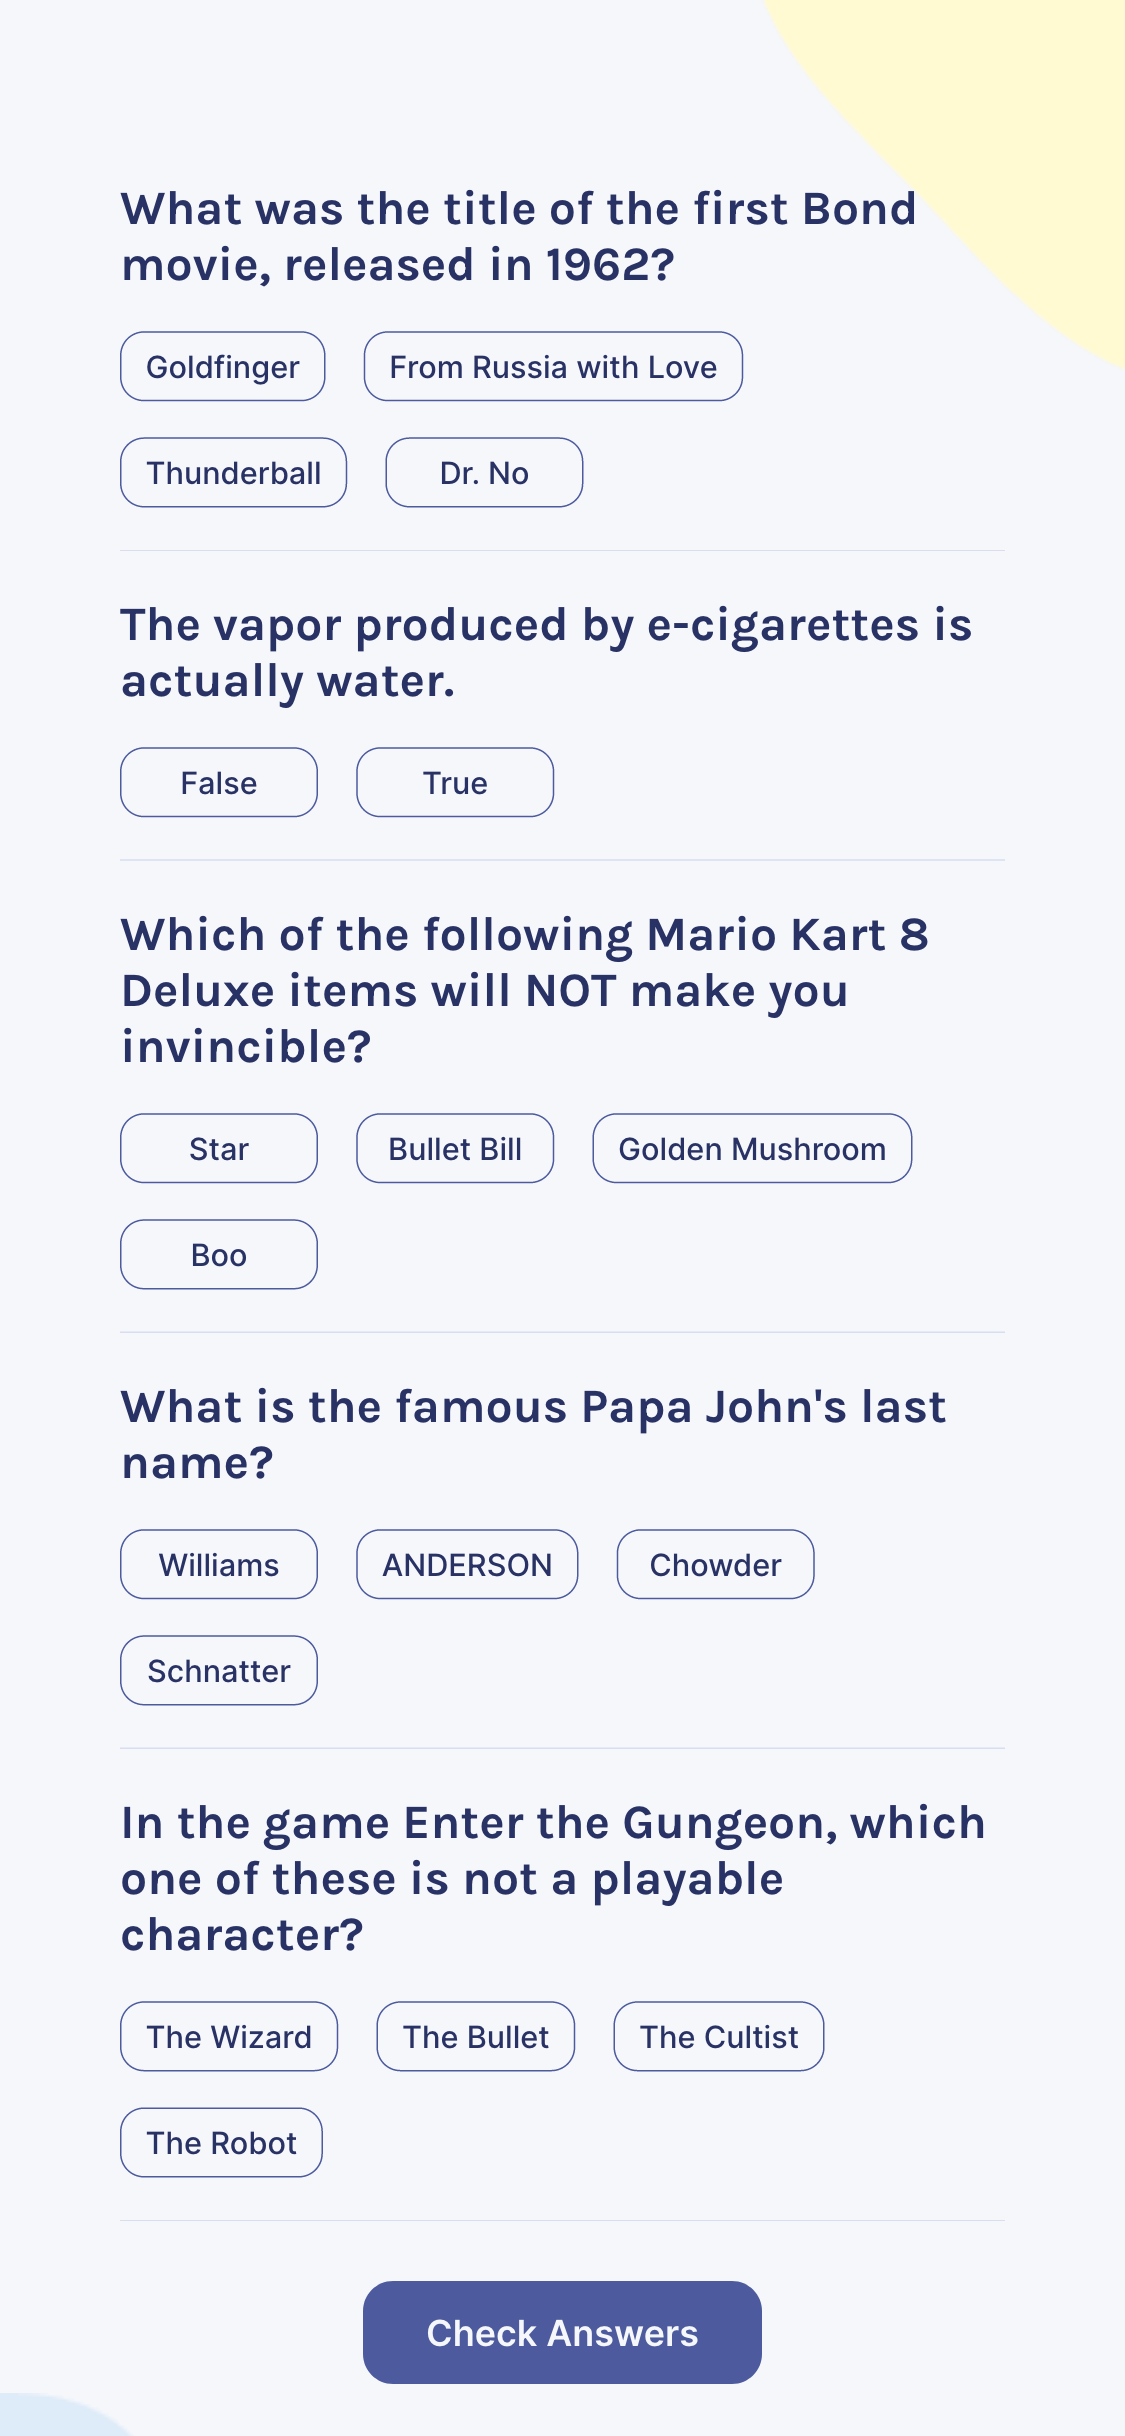 What was the title of the first Bond
movie, released in 1962?
Goldfinger
From Russia with Love
Thunderball
Dr. No
The vapor produced by e-cigarettes is
actually water.
False
True
Which of the following Mario Kart 8
Deluxe items will NOT make you
invincible?
Star
Bullet Bill
Golden Mushroom
Boo
What is the famous Papa John's last
name?
Williams
ANDERSON
Chowder
Schnatter
In the game Enter the Gungeon, which
one of these is not a playable
character?
The Wizard
The Bullet
The Cultist
The Robot
Check Answers